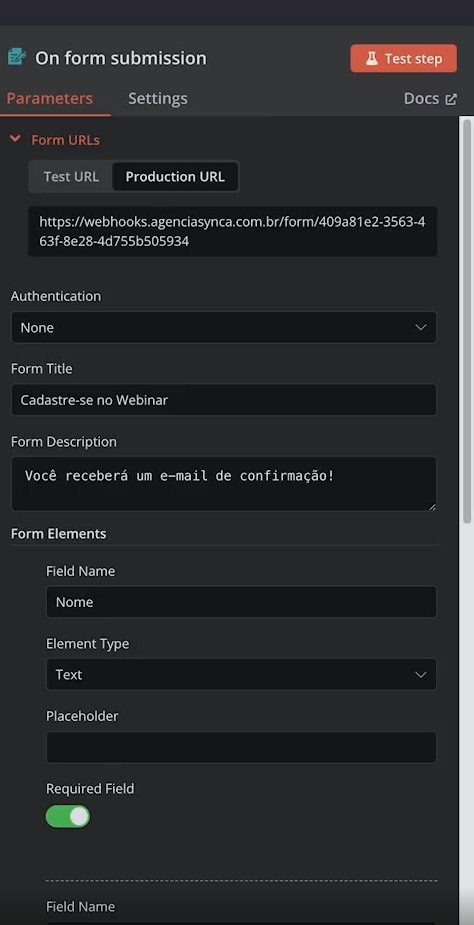 On form submission
Test step
Parameters
Settings
Docs
Form URLs
Test URL
Production URL
https://webhooks.agenciasynca.com.br/form/409a81e2-3563-4
63f-8e28-4d755b505934
Authentication
None
Form Title
Cadastre-se no Webinar
Form Description
Você receberá um e-mail de confirmação!
Form Elements
Field Name
Nome
Element Type
Text
Placeholder
Required Field
Field Name